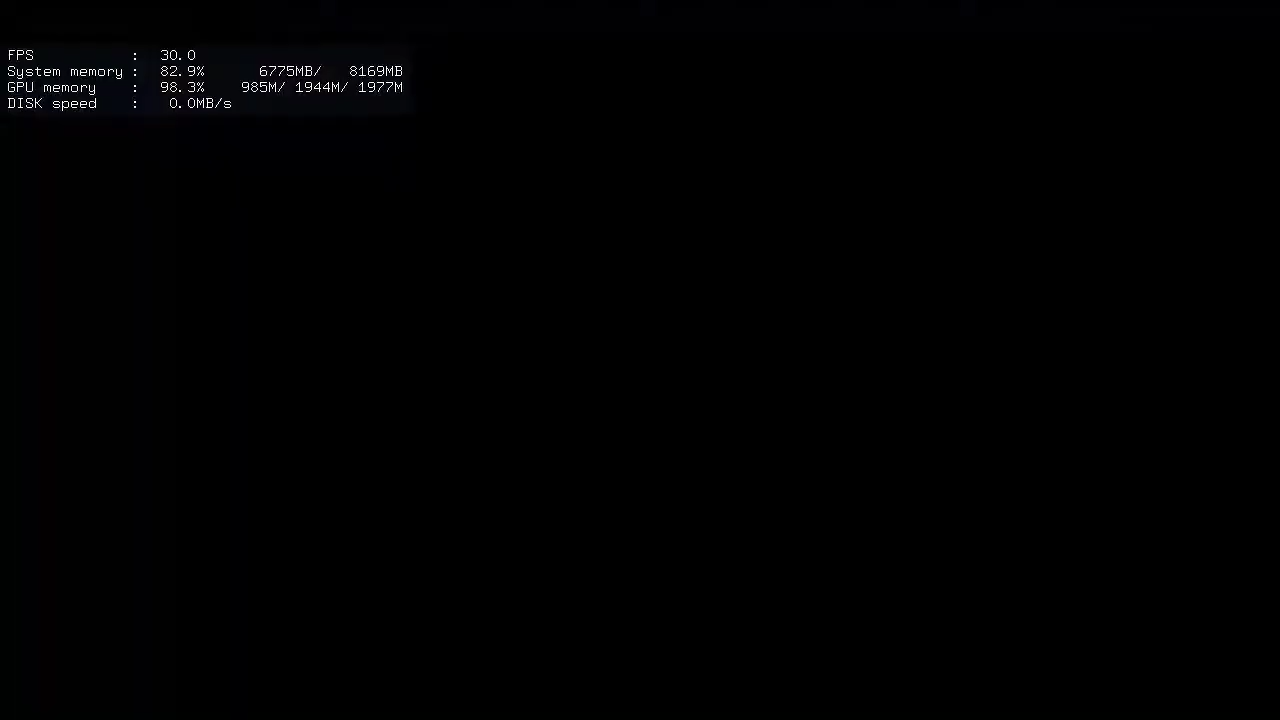 FPS : 30.0
System memory : 82.9% 6775MB/ 8169MB
GPU memory : 98.3% 985M/ 1944M/ 1977M
DISK speed : 0.0MB/s